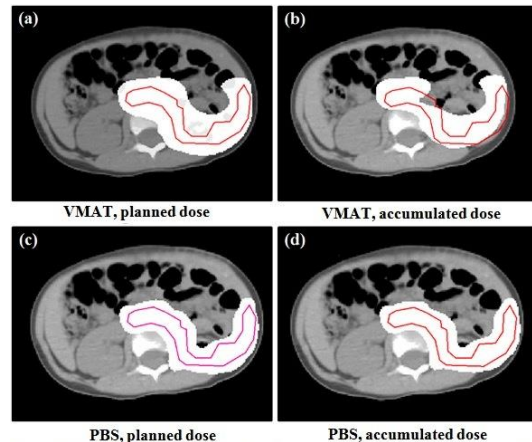 (a) (b)
VMAT, planned dose VMAT, accumulated dose
(c) (d)
PBS, planned dose PBS, accumulated dose